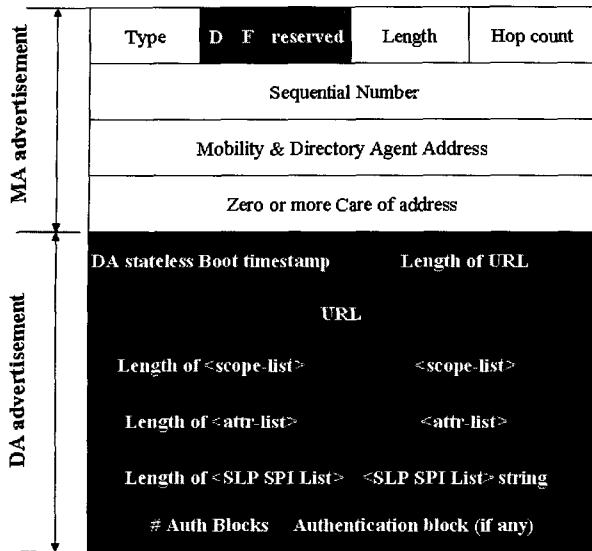 MA advertisement
Type D F reserved Length Hop count
Sequential Number
Mobility & Directory Agent Address
Zero or more Care of address
DA advertisement
DA stateless Boot timestamp Length of URL
URL
Length of <scope-list> <scope-list>
Length of <attr-list> <attr-list>
Length of <SLP SPI List> <SLP SPI List> string
# Auth Blocks Authentication block (if any)